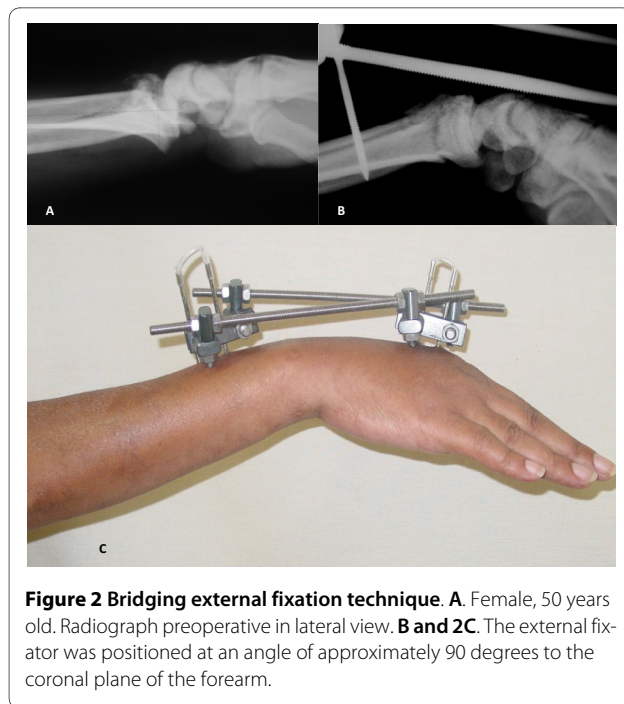 A
B
C
Figure 2 Bridging external fixation technique. A. Female, 50 years
old. Radiograph preoperative in lateral view. B and 2C. The external fix-
ator was positioned at an angle of approximately 90 degrees to the
coronal plane of the forearm.